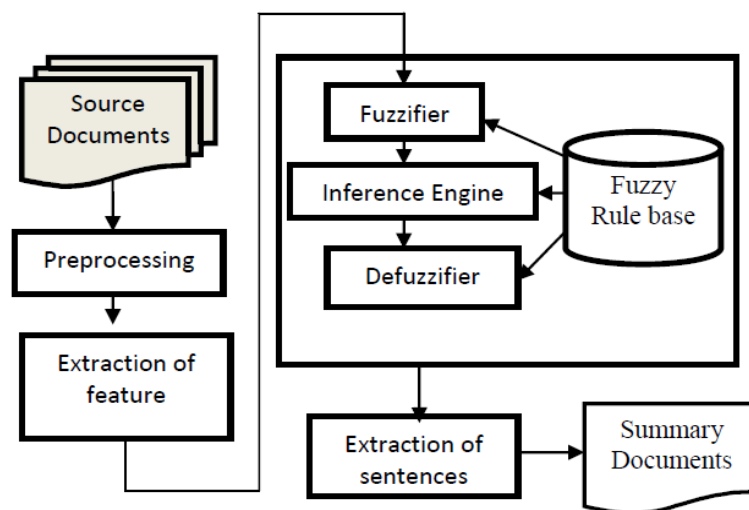 Source
Documents
Preprocessing
Extraction of
feature
Fuzzifier
Inference Engine
Defuzzifier
Fuzzy
Rule base
Extraction of
sentences
Summary
Documents